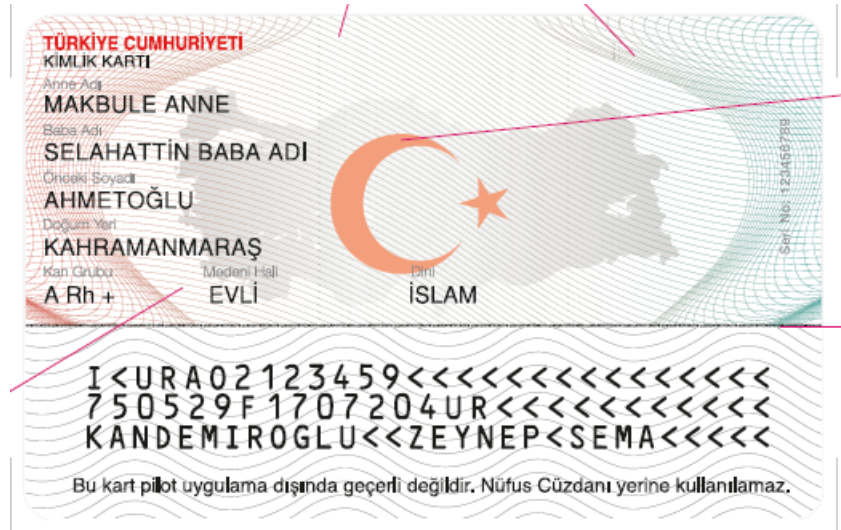 TÜRKİYE CUMHURİYETİ
KİMLİK KARTI
Anne Adı
MAKBULE ANNE
Baba Adı
SELAHATTİN BABA ADI
Önceki Soyadı
AHMETOĞLU
Doğum Yeri
KAHRAMANMARAŞ
Kan Grubu Medeni Hali Dini
A Rh + EVLİ İSLAM
Seri No: 123456789
I<URA02123459<<<<<<<<<<<<<<<<
750529F1707204UR<<<<<<<<<<<<
KANDEMIROGLU<<ZEYNEP<SEMA<<<<<
Bu kart pilot uygulama dışında geçerli değildir. Nüfus Cüzdanı yerine kullanılamaz.